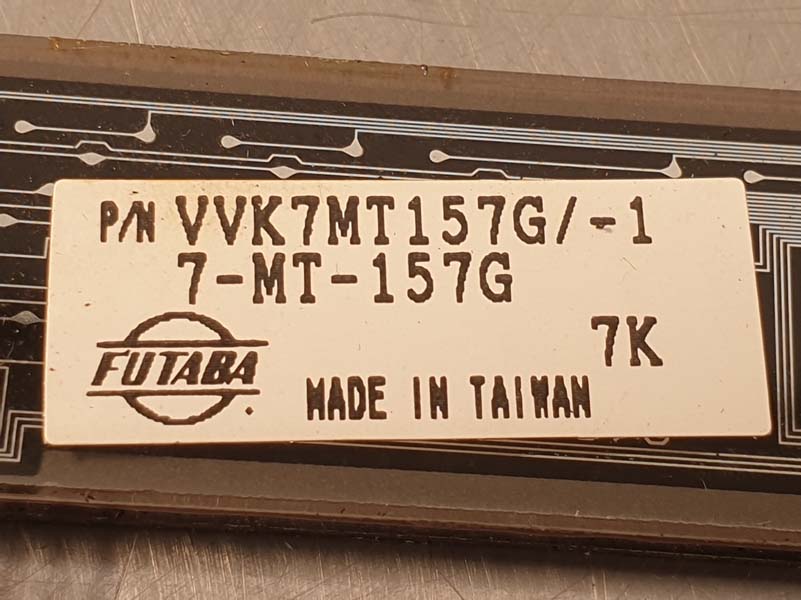 P/N VVK7MT157G/-1
7-MT-157G
7K
FUTABA
MADE IN TAIWAN